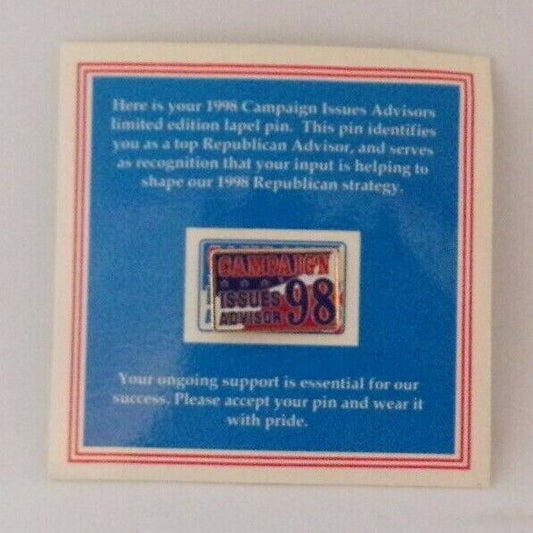 Here is your 1998 Campaign Issues Advisors
limited edition lapel pin. This pin identifies
you as a top Republican Advisor, and serves
as recognition that your input is helping to
shape our 1998 Republican strategy.
CAMPAIGN
ISSUES 98
ADVISOR
Your ongoing support is essential for our
success. Please accept your pin and wear it
with pride.